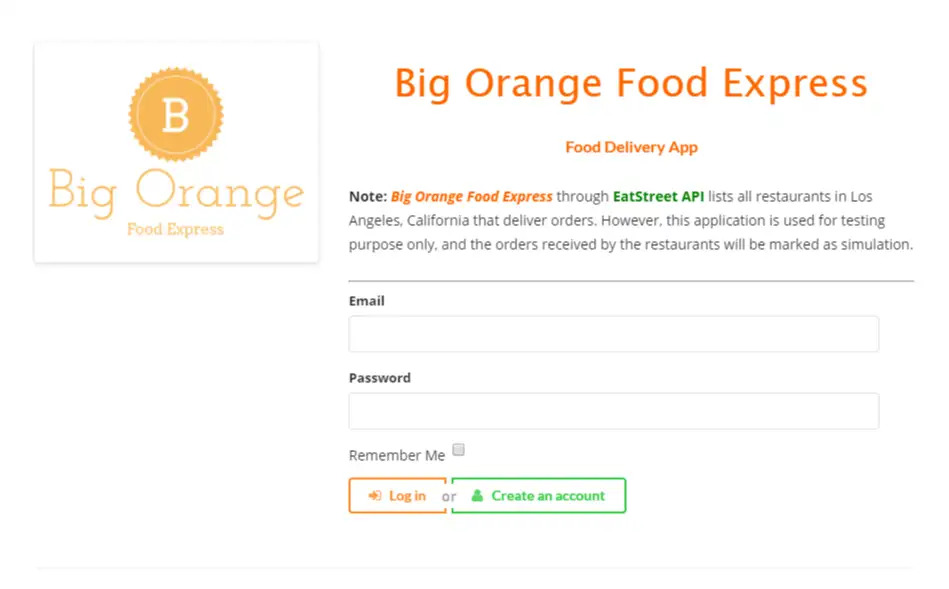 B
Big Orange
Food Express
Big Orange Food Express
Food Delivery App
Note: Big Orange Food Express through EatStreet API lists all restaurants in Los
Angeles, California that deliver orders. However, this application is used for testing
purpose only, and the orders received by the restaurants will be marked as simulation.
Email
Password
Remember Me
Log in or Create an account